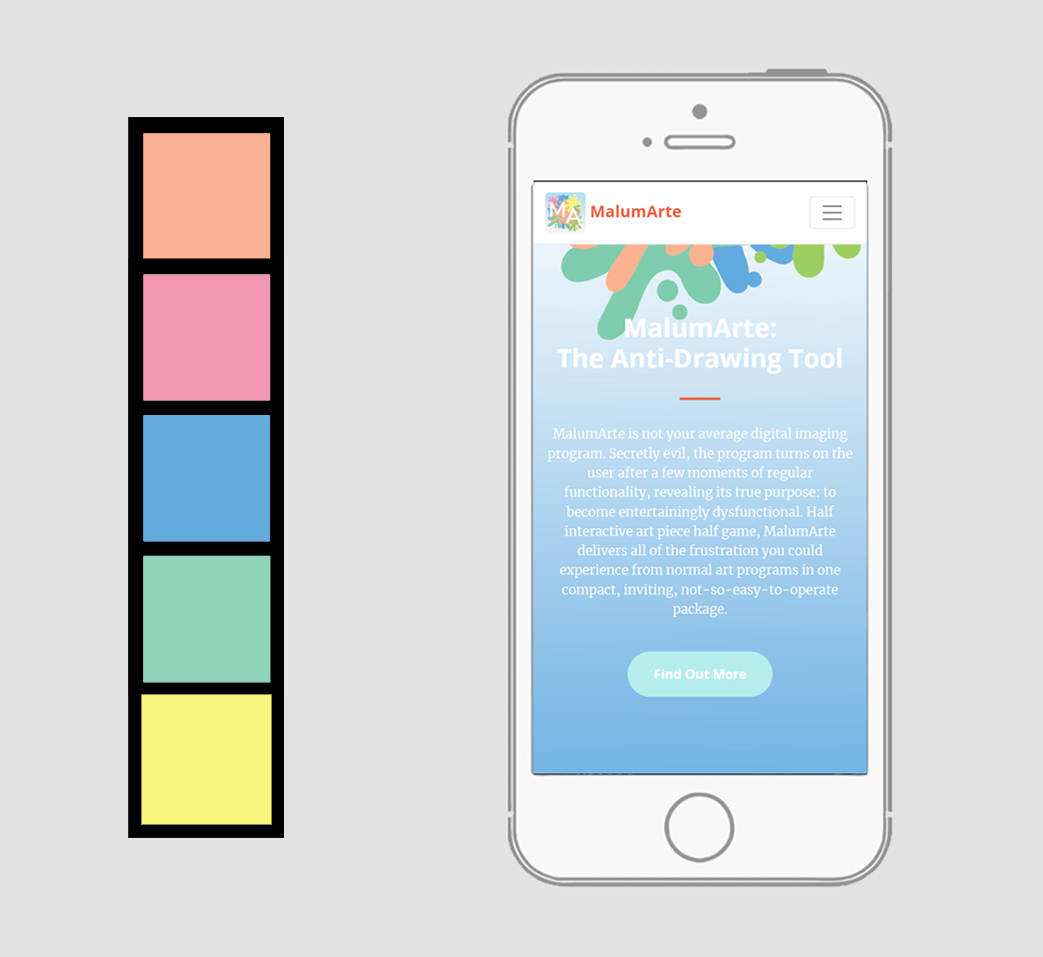 MA
MalumArte
MalumArte:
The Anti-Drawing Tool
MalumArte is not your average digital imaging
program. Secretly evil, the program turns on the
user after a few moments of regular
functionality, revealing its true purpose: to
become entertainingly dysfunctional. Half
interactive art piece half game, MalumArte
delivers all of the frustration you could
experience from normal art programs in one
compact, inviting, not-so-easy-to-operate
package.
Find Out More